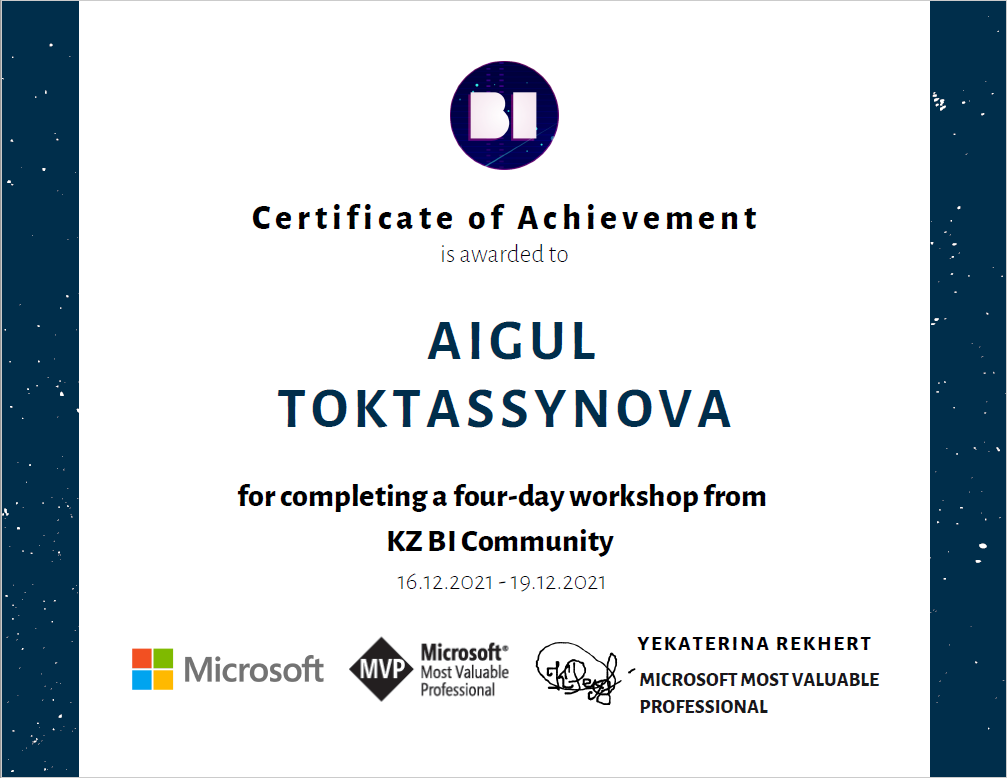 BI
Certificate of Achievement
is awarded to
AIGUL
TOKTASSYNOVA
for completing a four-day workshop from
KZ BI Community
16.12.2021 - 19.12.2021
Microsoft
MVP
Microsoft®
Most Valuable
Professional
YEKATERINA REKHERT
MICROSOFT MOST VALUABLE
PROFESSIONAL